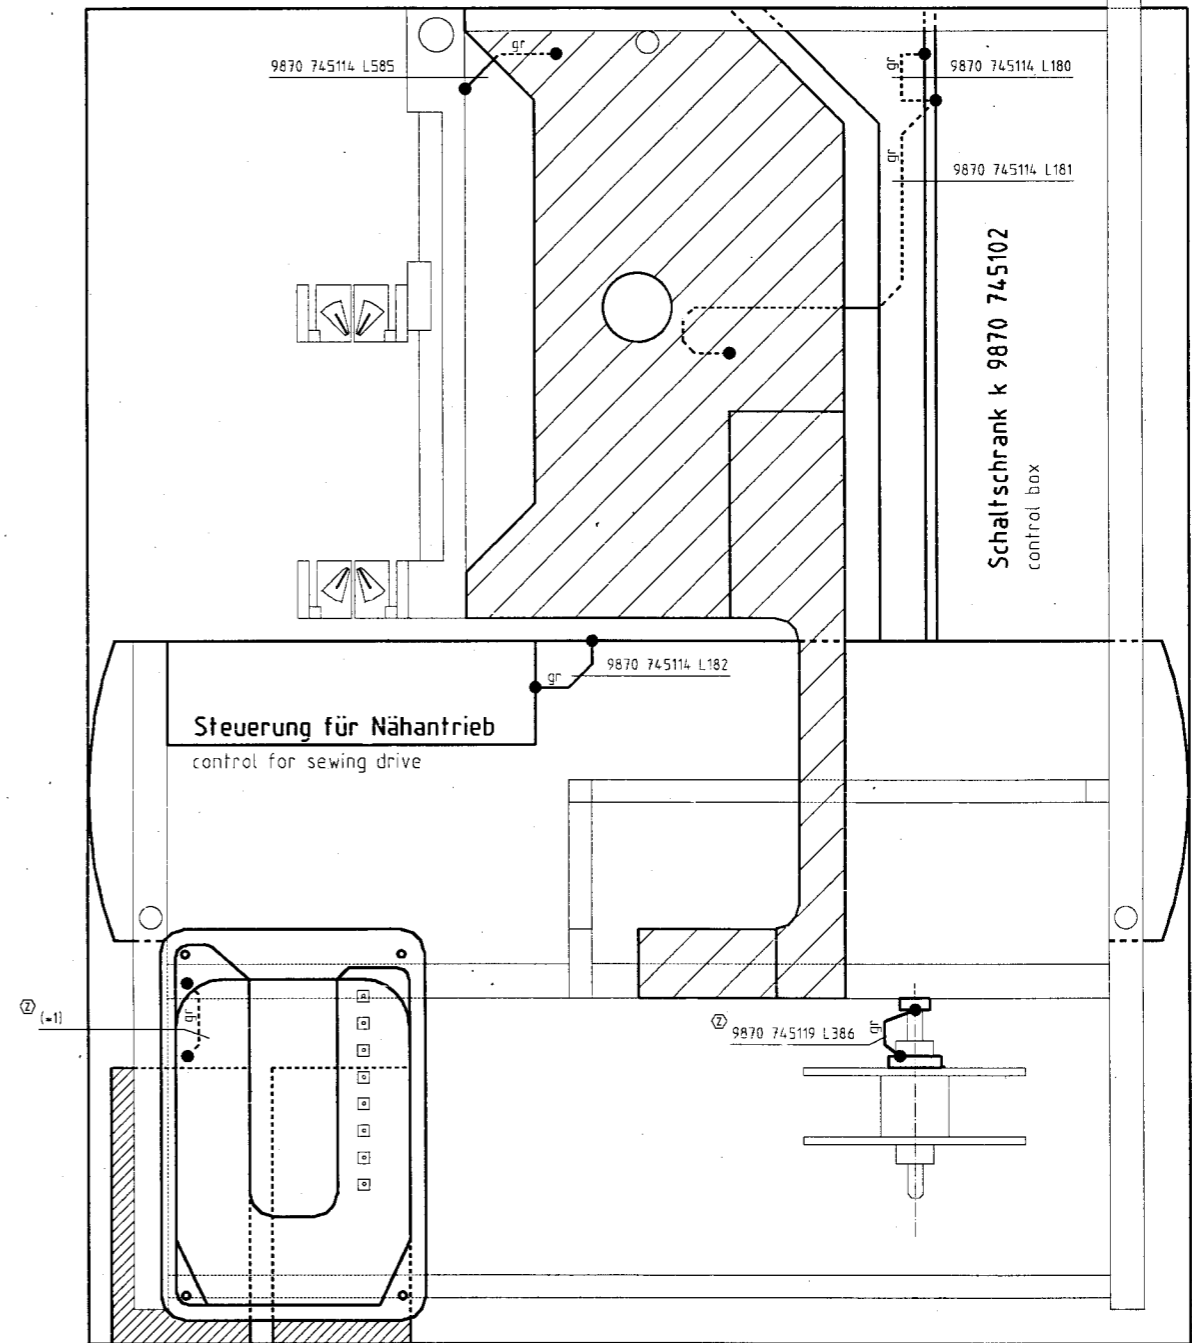 gr
9870 745114 L585
gr
9870 745114 L180
gr
9870 745114 L181
Schaltschrank k 9870 745102
control box
gr
9870 745114 L182
Steuerung für Nähantrieb
control for sewing drive
Z
(=1)
gr
Z
9870 745119 L386
gr